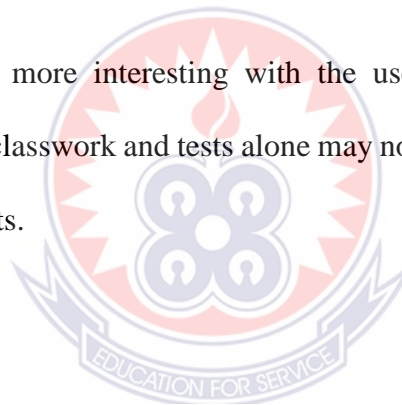 more interesting with the use
classwork and tests alone may no
ts.
EDUCATION FOR SERVICE